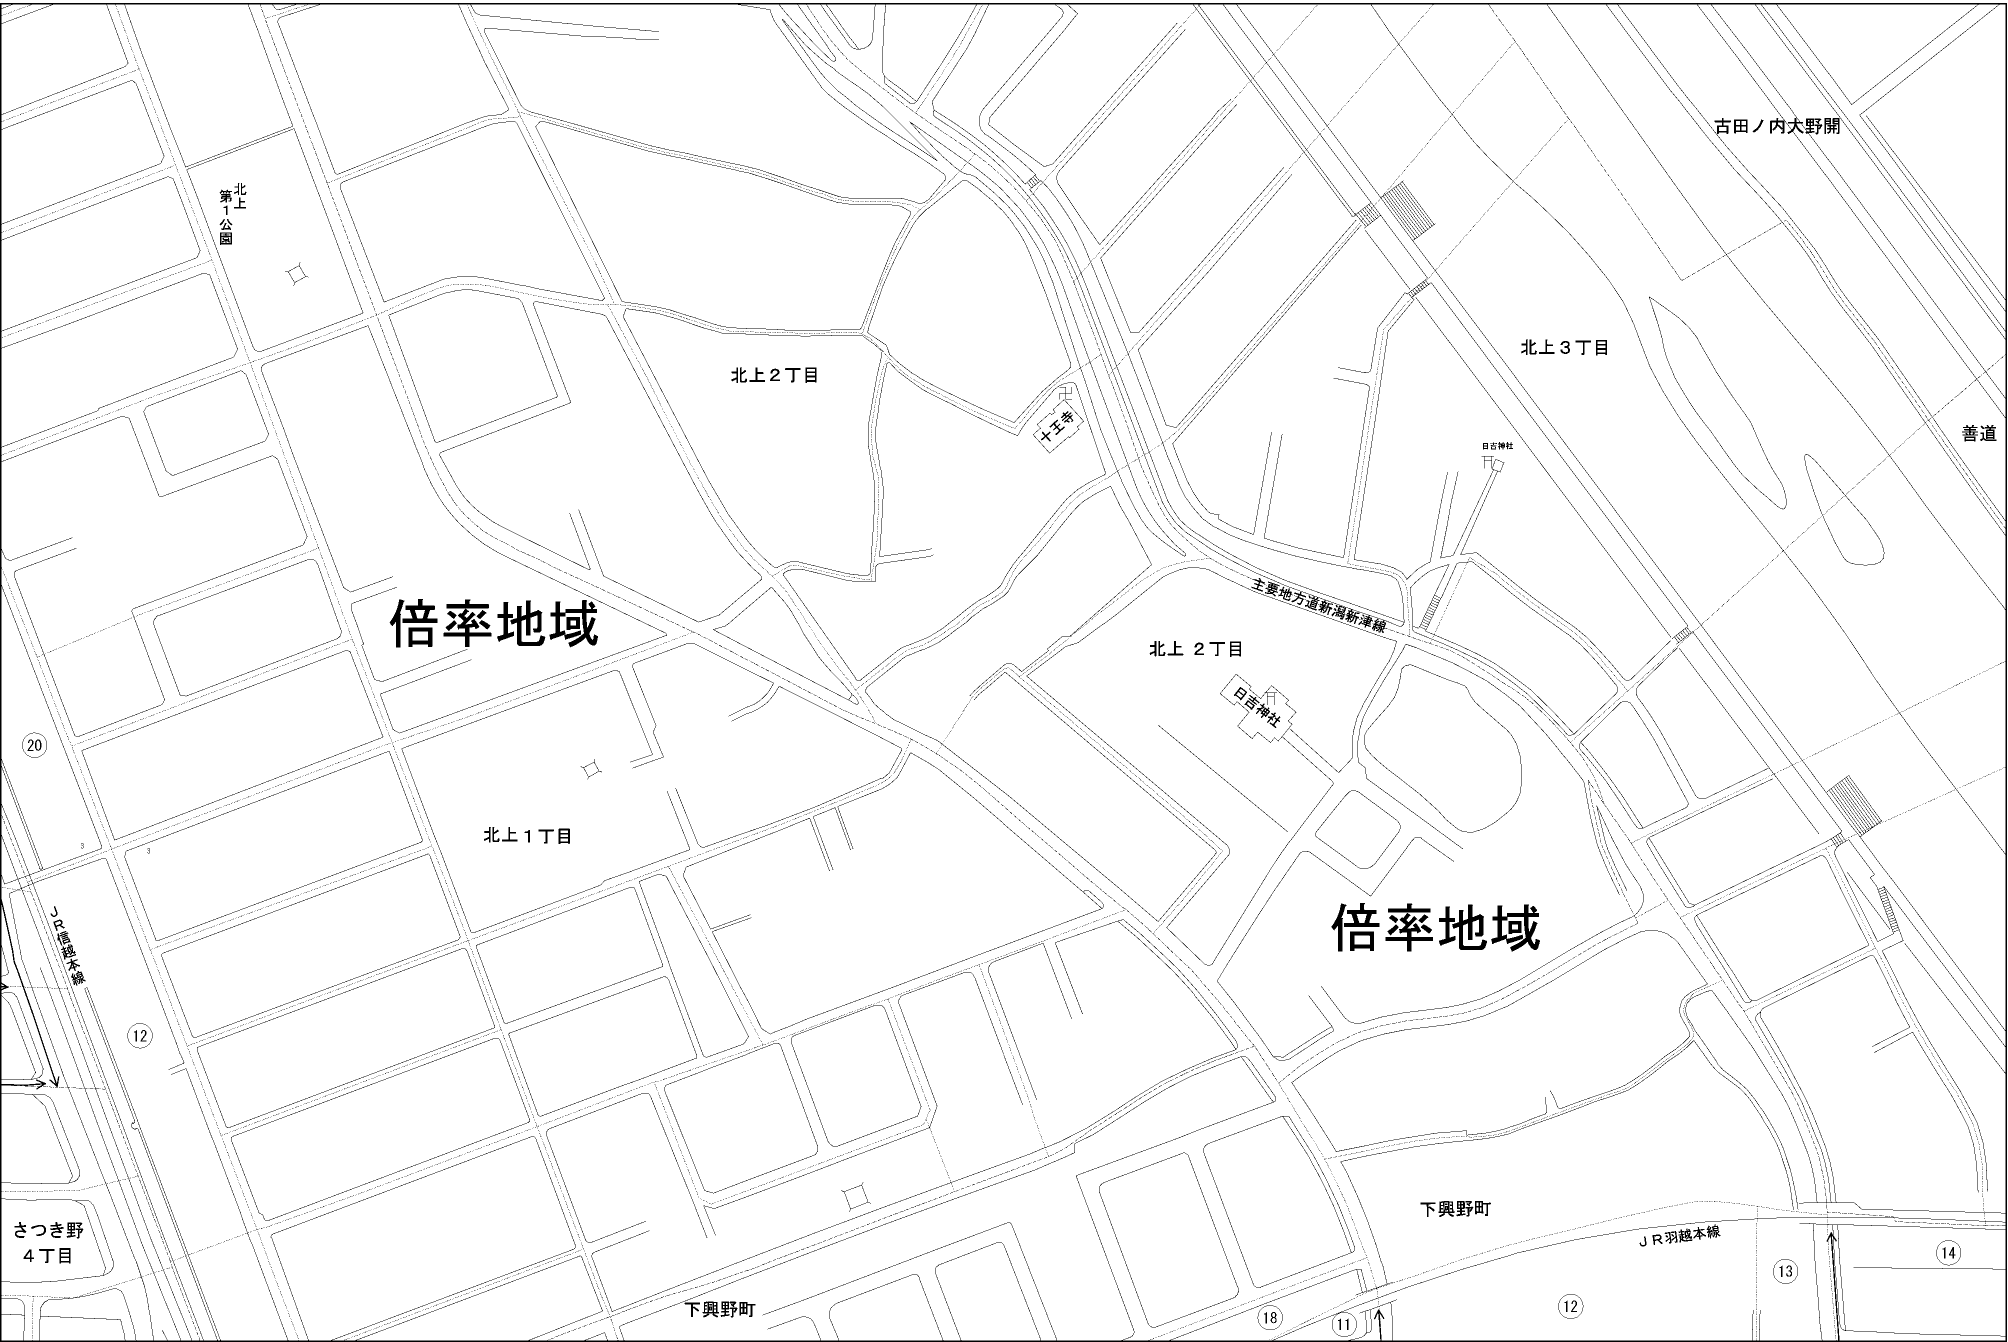 古田ノ内大野開
北上
第1公園
北上3丁目
北上2丁目
善道
十王寺
日吉神社
主要地方道新潟新津線
倍率地域
北上 2丁目
日吉神社
20
北上1丁目
3
3
倍率地域
JR信越本線
12
下興野町
さつき野
4丁目
JR羽越本線
14
13
下興野町
12
18
11